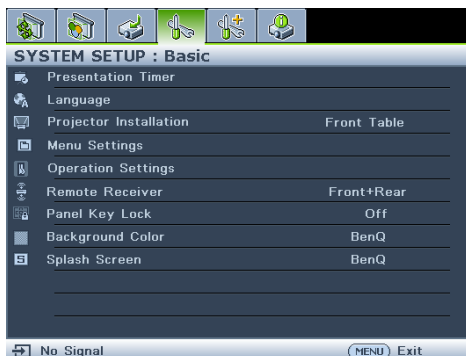 SYSTEM SETUP : Basic
Presentation Timer
Language
Projector Installation Front Table
Menu Settings
Operation Settings
Remote Receiver Front+Rear
Panel Key Lock Off
Background Color BenQ
Splash Screen BenQ
No Signal MENU Exit